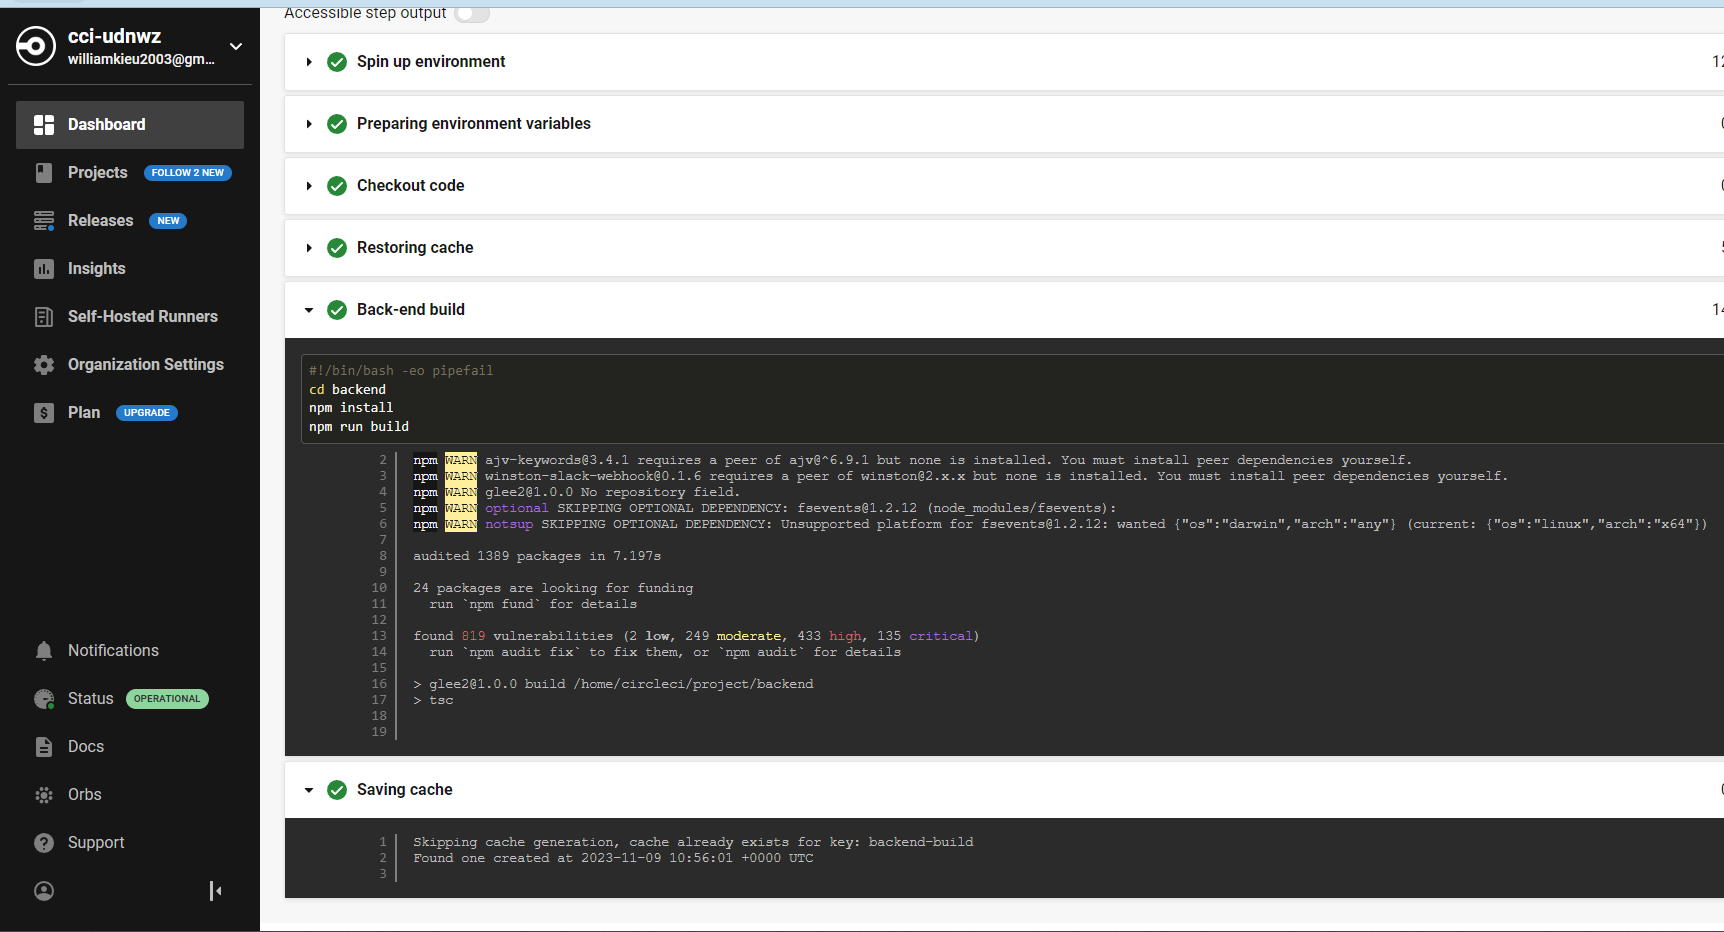 cci-udnwz
williamkieu2003@gm...
Dashboard
Projects FOLLOW 2 NEW
Releases NEW
Insights
Self-Hosted Runners
Organization Settings
Plan UPGRADE
Notifications
Status OPERATIONAL
Docs
Orbs
Support
Accessible step output
Spin up environment
Preparing environment variables
Checkout code
Restoring cache
Back-end build
#!/bin/bash -eo pipefail
cd backend
npm install
npm run build
2 npm WARN ajv-keywords@3.4.1 requires a peer of ajv@^6.9.1 but none is installed. You must install peer dependencies yourself.
3 npm WARN winston-slack-webhook@0.1.6 requires a peer of winston@2.x.x but none is installed. You must install peer dependencies yourself.
4 npm WARN glee2@1.0.0 No repository field.
5 npm WARN optional SKIPPING OPTIONAL DEPENDENCY: fsevents@1.2.12 (node_modules/fsevents):
6 npm WARN notsup SKIPPING OPTIONAL DEPENDENCY: Unsupported platform for fsevents@1.2.12: wanted {"os":"darwin","arch":"any"} (current: {"os":"linux","arch":"x64"})
7
8 audited 1389 packages in 7.197s
9
10 24 packages are looking for funding
11 run `npm fund` for details
12
13 found 819 vulnerabilities (2 low, 249 moderate, 433 high, 135 critical)
14 run `npm audit fix` to fix them, or `npm audit` for details
15
16 > glee2@1.0.0 build /home/circleci/project/backend
17 > tsc
18
19
Saving cache
1 Skipping cache generation, cache already exists for key: backend-build
2 Found one created at 2023-11-09 10:56:01 +0000 UTC
3